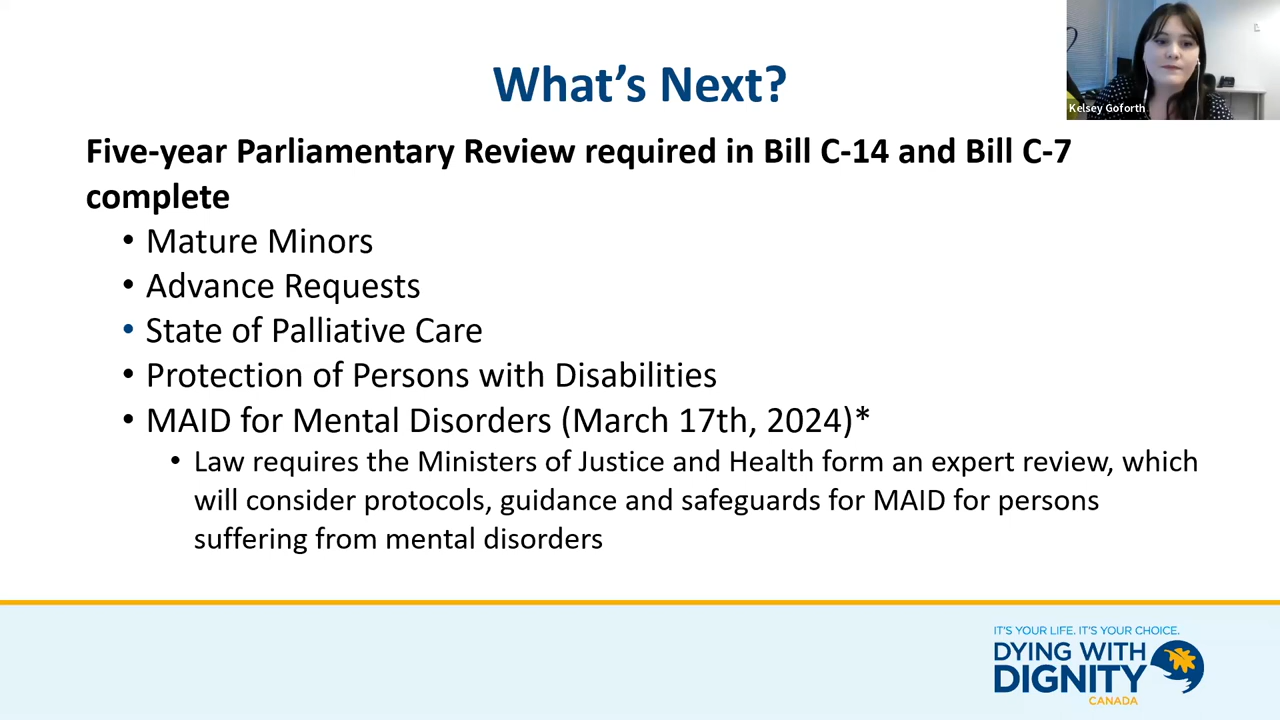 What's Next?
Kelsey Goforth
Five-year Parliamentary Review required in Bill C-14 and Bill C-7
complete
• Mature Minors
• Advance Requests
• State of Palliative Care
• Protection of Persons with Disabilities
• MAID for Mental Disorders (March 17th, 2024)*
• Law requires the Ministers of Justice and Health form an expert review, which
will consider protocols, guidance and safeguards for MAID for persons
suffering from mental disorders
IT'S YOUR LIFE. IT'S YOUR CHOICE.
DYING WITH
DIGNITY
CANADA